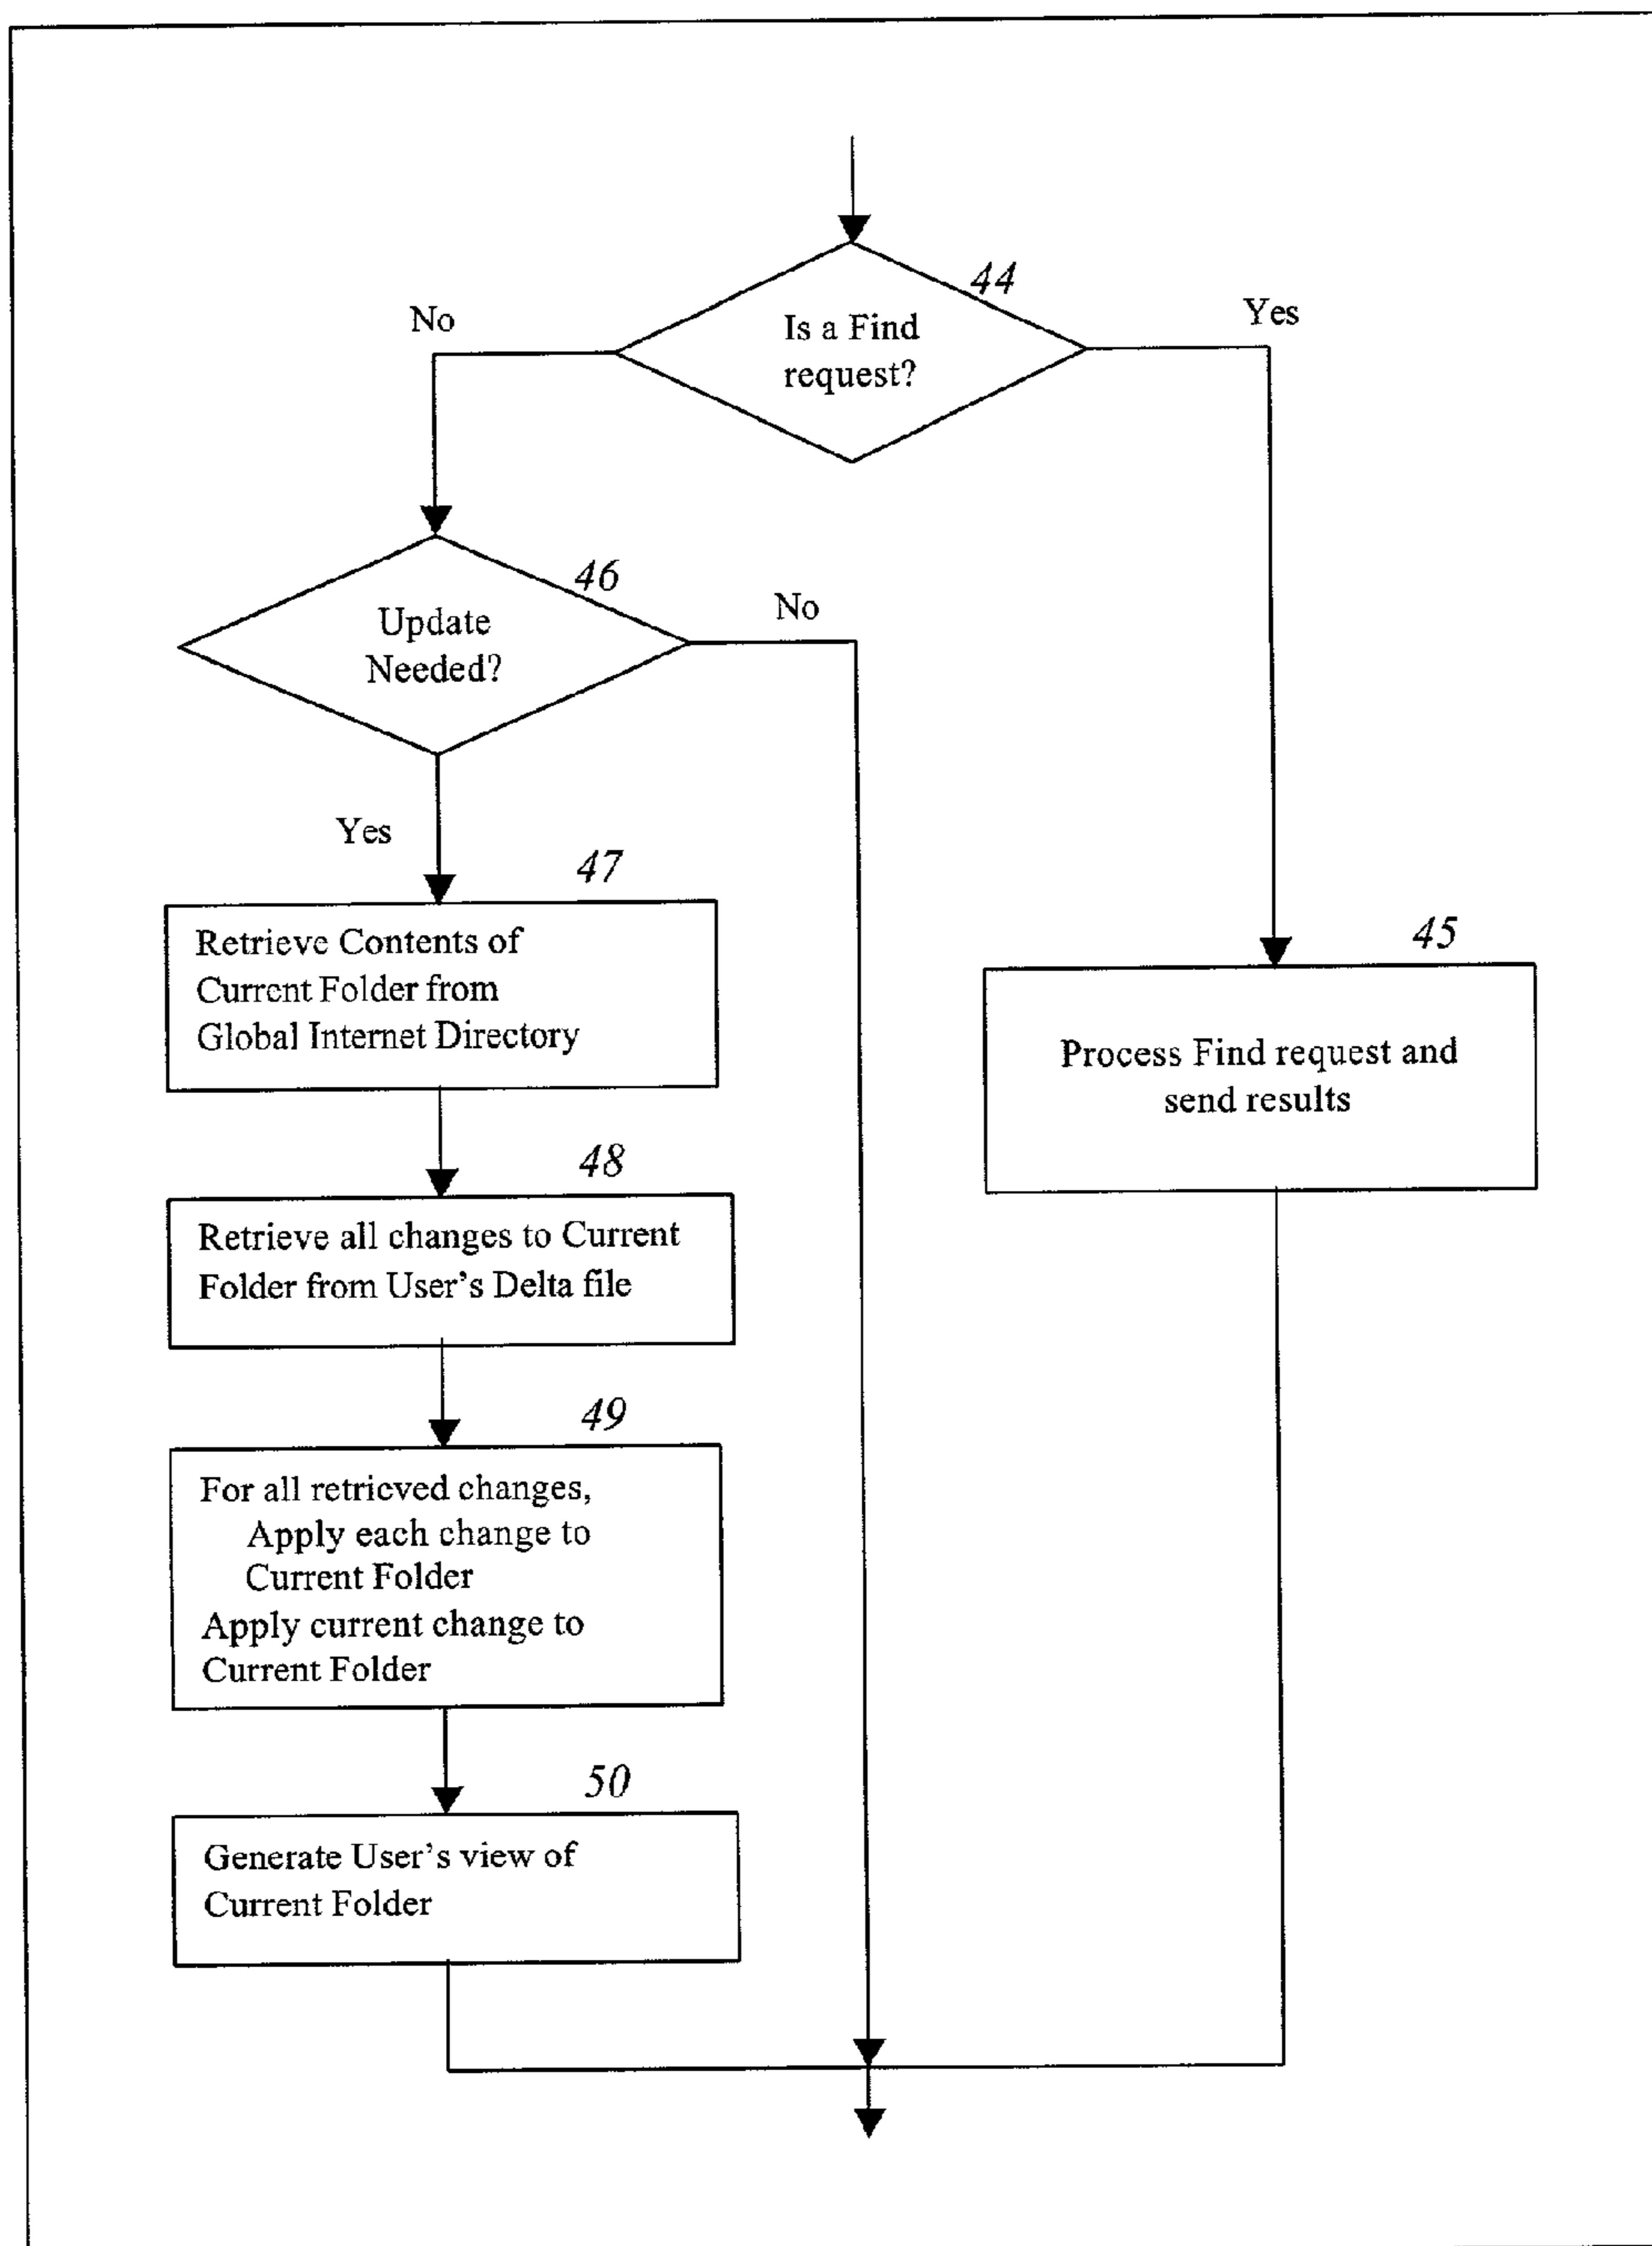 44
No
Yes
Is a Find
request?
46
No
Update
Needed?
Yes
47
Retrieve Contents of
Current Folder from
Global Internet Directory
45
Process Find request and
send results
48
Retrieve all changes to Current
Folder from User's Delta file
49
For all retrieved changes,
Apply each change to
Current Folder
Apply current change to
Current Folder
50
Generate User's view of
Current Folder